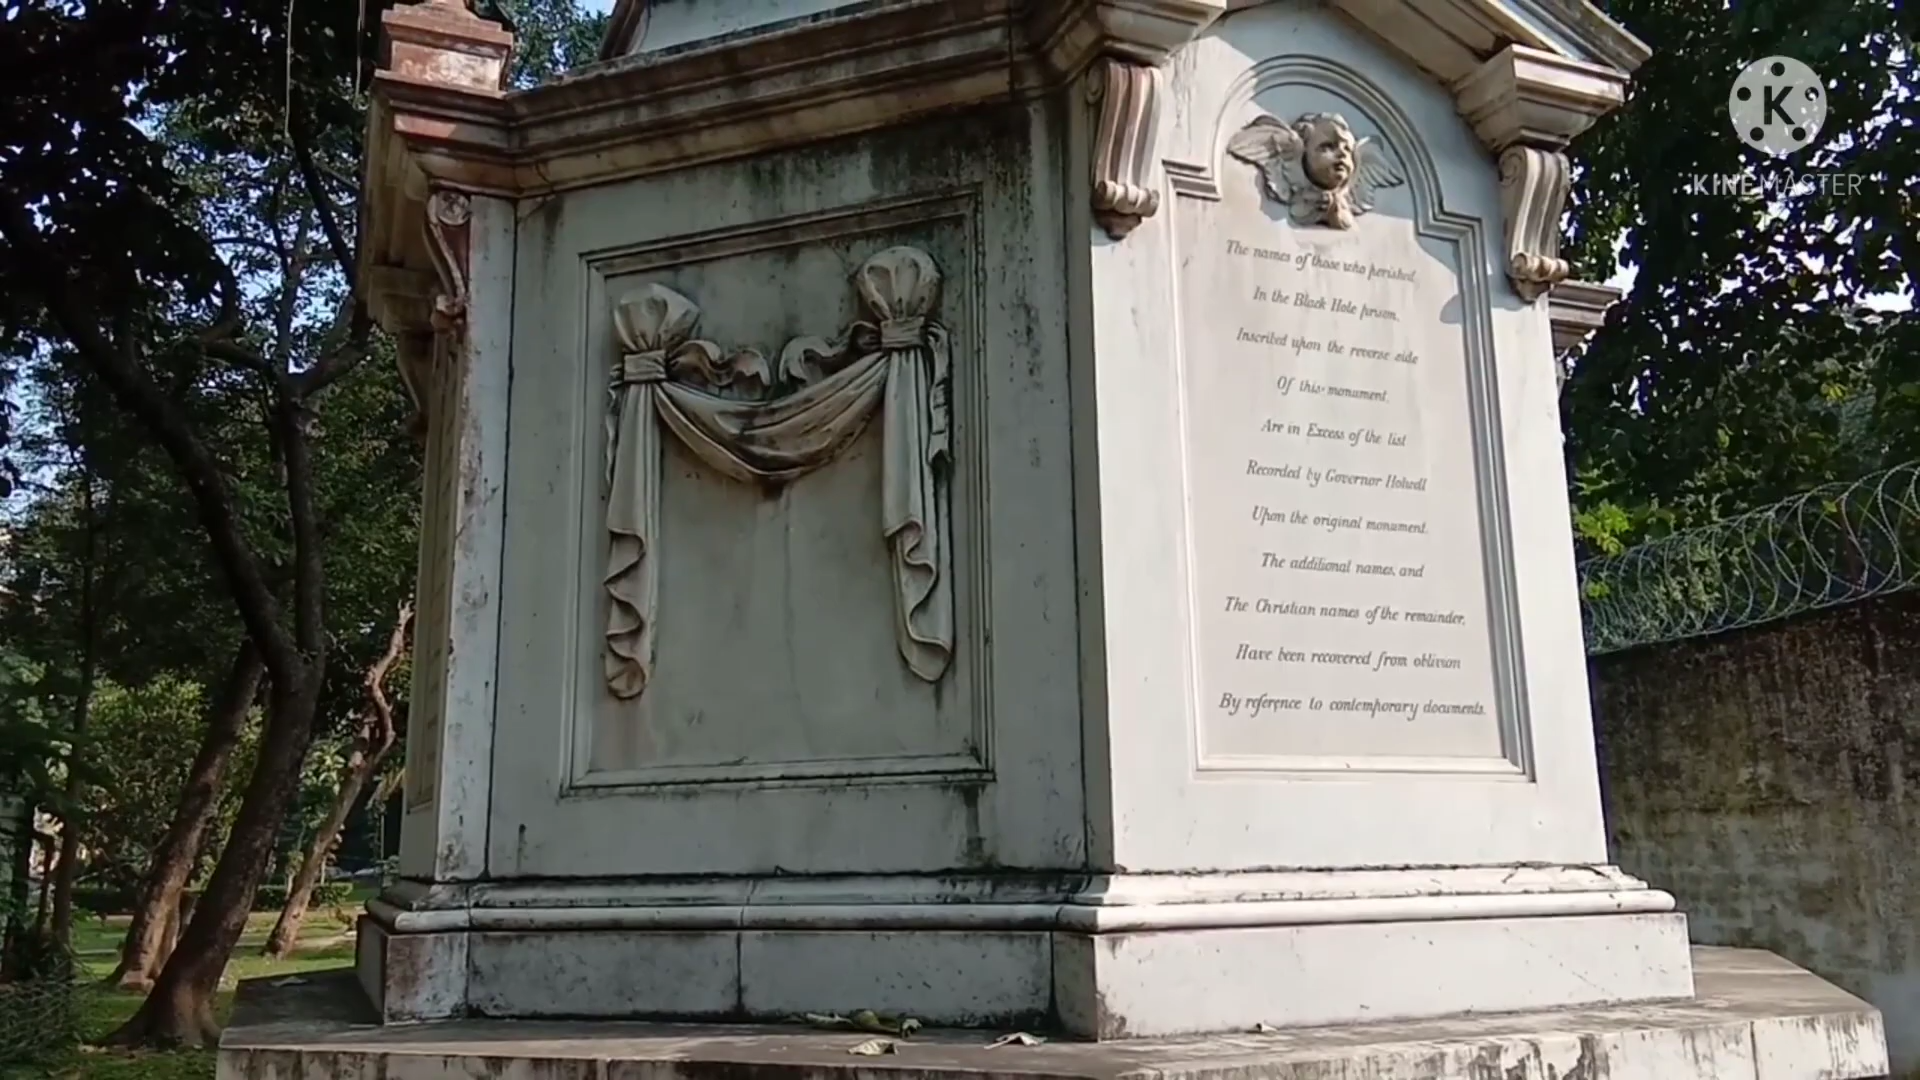 KINEMASTER
The names of those who perished,
In the Black Hole prison,
Inscribed upon the reverse side
Of this monument,
Are in Excess of the list
Recorded by Governor Holwell
Upon the original monument.
The additional names, and
The Christian names of the remainder,
Have been recovered from oblivion
By reference to contemporary documents.